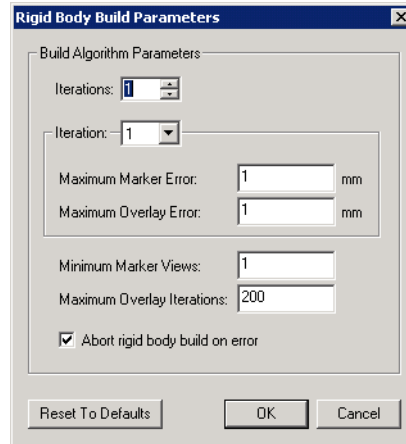 Rigid Body Build Parameters
Build Algorithm Parameters
Iterations: 1
Iteration: 1
Maximum Marker Error: 1 mm
Maximum Overlay Error: 1 mm
Minimum Marker Views: 1
Maximum Overlay Iterations: 200
Abort rigid body build on error
Reset To Defaults OK Cancel